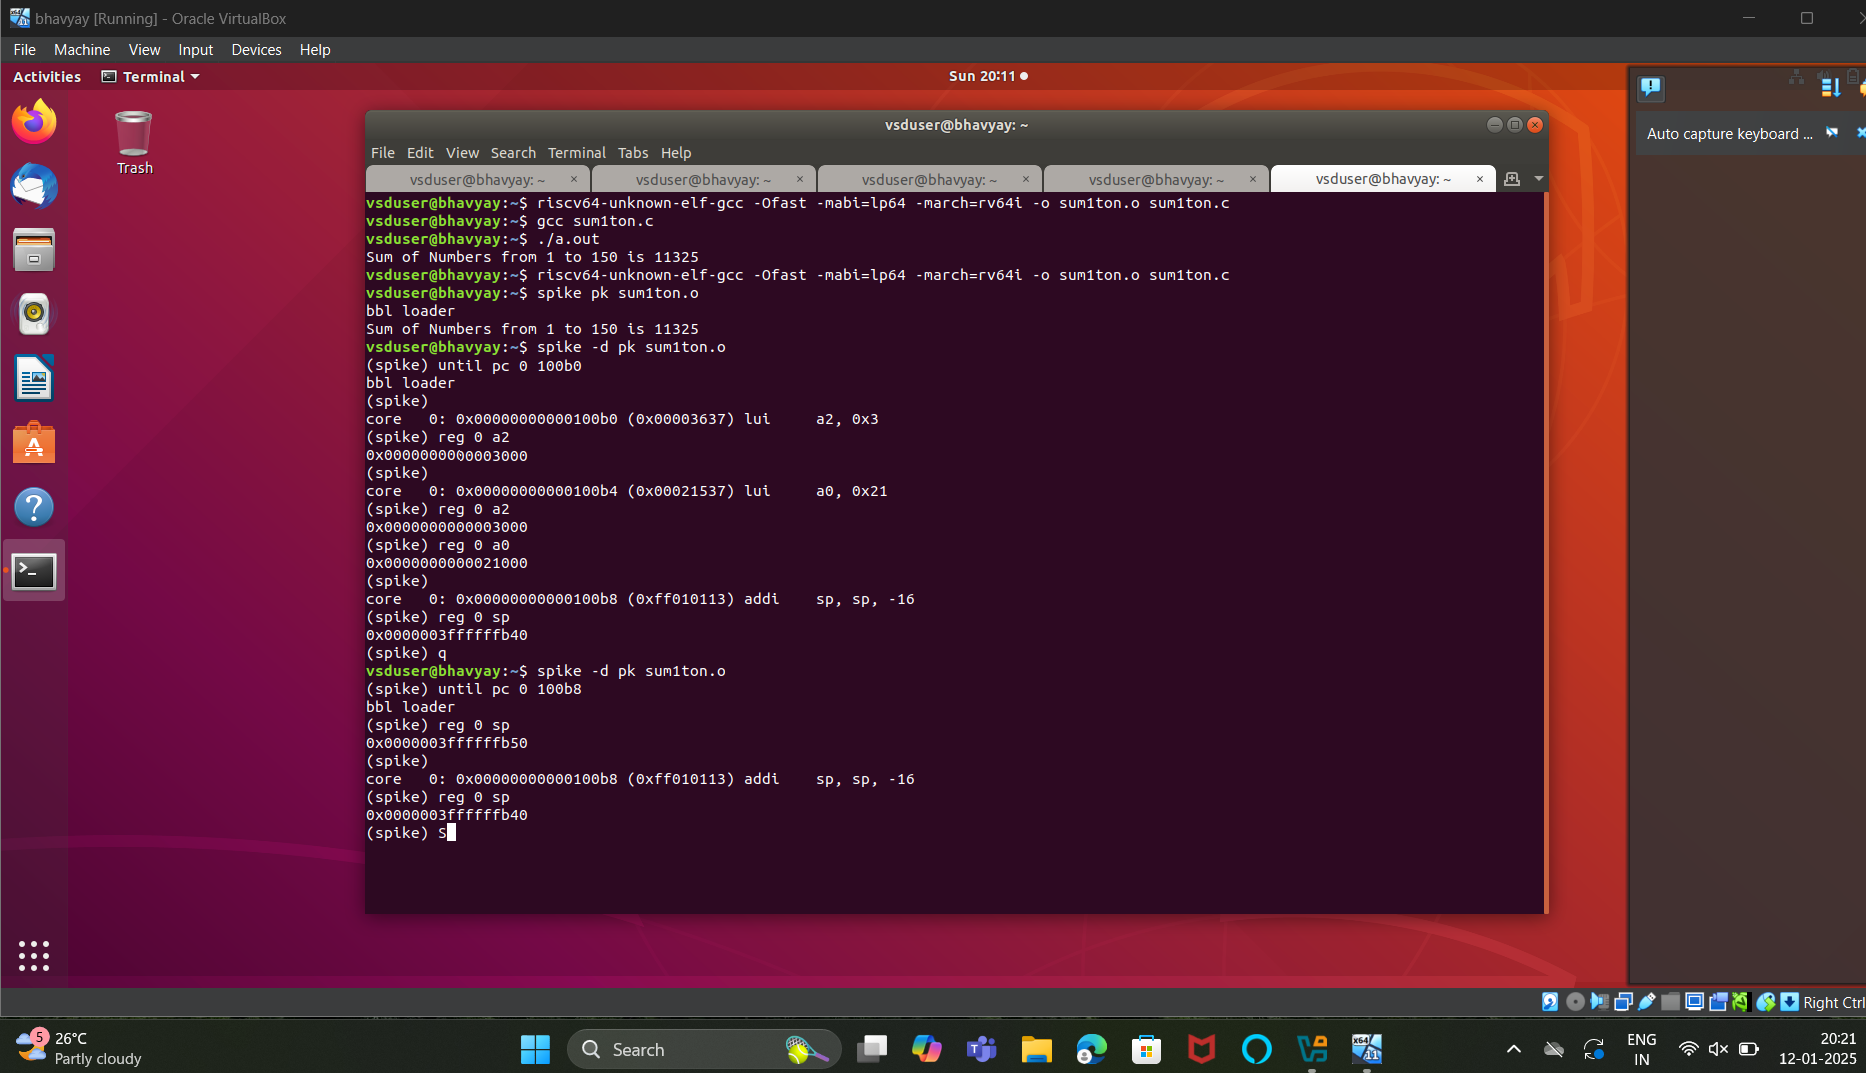 bhavyay [Running] - Oracle VirtualBox
File Machine View Input Devices Help
Activities Terminal Sun 20:11
Auto capture keyboard ...
Trash
vsduser@bhavyay: ~
File Edit View Search Terminal Tabs Help
vsduser@bhavyay: ~ vsduser@bhavyay: ~ vsduser@bhavyay: ~ vsduser@bhavyay: ~ vsduser@bhavyay: ~
vsduser@bhavyay:~$ riscv64-unknown-elf-gcc -Ofast -mabi=lp64 -march=rv64i -o sum1ton.o sum1ton.c
vsduser@bhavyay:~$ gcc sum1ton.c
vsduser@bhavyay:~$ ./a.out
Sum of Numbers from 1 to 150 is 11325
vsduser@bhavyay:~$ riscv64-unknown-elf-gcc -Ofast -mabi=lp64 -march=rv64i -o sum1ton.o sum1ton.c
vsduser@bhavyay:~$ spike pk sum1ton.o
bbl loader
Sum of Numbers from 1 to 150 is 11325
vsduser@bhavyay:~$ spike -d pk sum1ton.o
(spike) until pc 0 100b0
bbl loader
(spike)
core   0: 0x00000000000100b0 (0x00003637) lui     a2, 0x3
(spike) reg 0 a2
0x0000000000003000
(spike)
core   0: 0x00000000000100b4 (0x00021537) lui     a0, 0x21
(spike) reg 0 a2
0x0000000000003000
(spike) reg 0 a0
0x0000000000021000
(spike)
core   0: 0x00000000000100b8 (0xff010113) addi    sp, sp, -16
(spike) reg 0 sp
0x0000003ffffffb40
(spike) q
vsduser@bhavyay:~$ spike -d pk sum1ton.o
(spike) until pc 0 100b8
bbl loader
(spike) reg 0 sp
0x0000003ffffffb50
(spike)
core   0: 0x00000000000100b8 (0xff010113) addi    sp, sp, -16
(spike) reg 0 sp
0x0000003ffffffb40
(spike) S
Right Ctrl
5
26°C
Partly cloudy
Search
X64
11
ENG
IN
20:21
12-01-2025